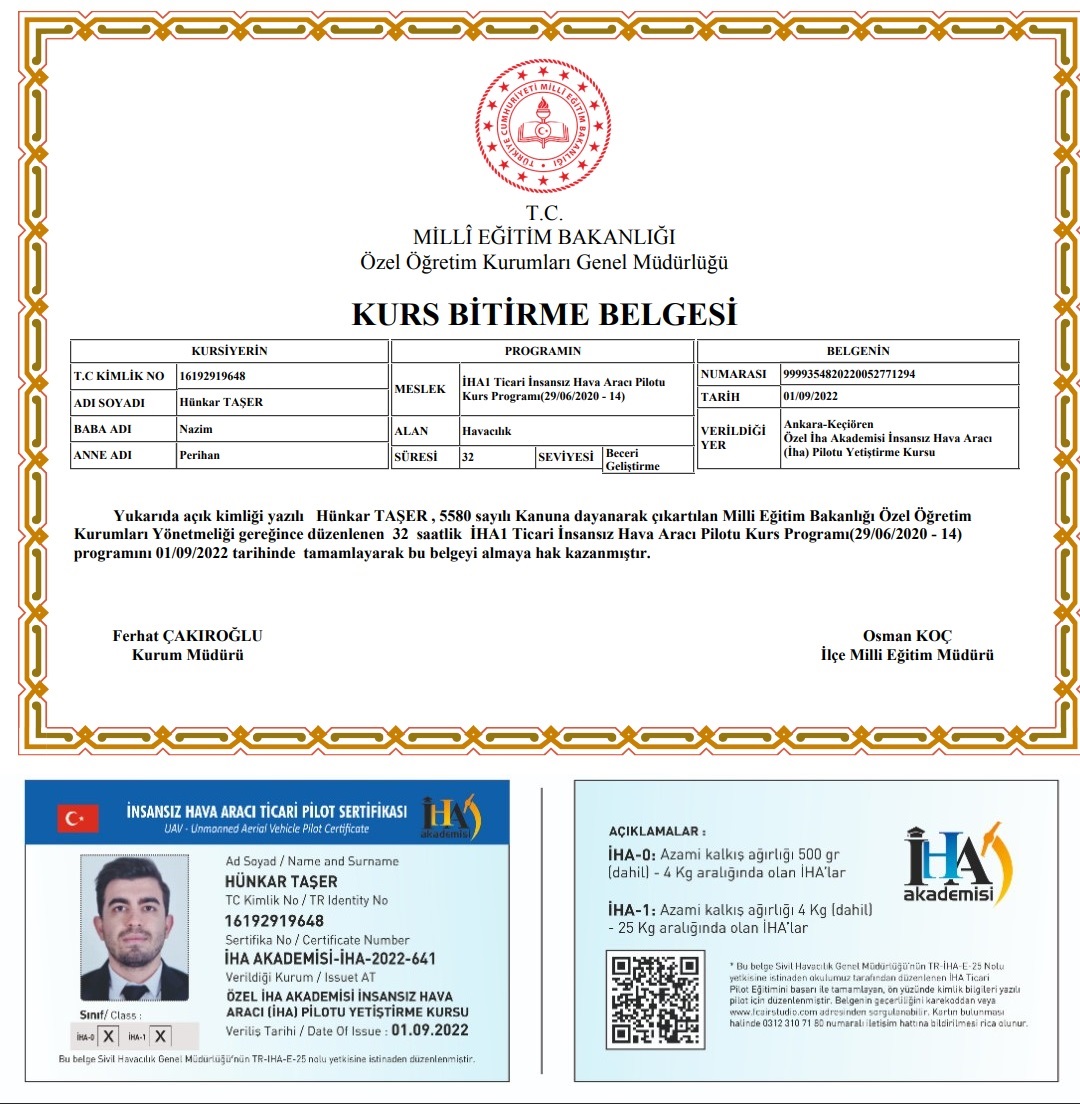 TÜRKİYE CUMHURİYETİ MİLLÎ EĞİTİM BAKANLIĞI
T.C.
MİLLÎ EĞİTİM BAKANLIĞI
Özel Öğretim Kurumları Genel Müdürlüğü
KURS BİTİRME BELGESİ
KURSİYERİN
T.C KİMLİK NO 16192919648
ADI SOYADI Hünkar TAŞER
BABA ADI Nazim
ANNE ADI Perihan
PROGRAMIN
MESLEK İHA1 Ticari İnsansız Hava Aracı Pilotu
Kurs Programı(29/06/2020 - 14)
ALAN Havacılık
SÜRESİ 32 SEVİYESİ Beceri
Geliştirme
BELGENİN
NUMARASI 9999354820220052771294
TARİH 01/09/2022
VERİLDİĞİ
YER
Ankara-Keçiören
Özel İha Akademisi İnsansız Hava Aracı
(İha) Pilotu Yetiştirme Kursu
Yukarıda açık kimliği yazılı Hünkar TAŞER , 5580 sayılı Kanuna dayanarak çıkartılan Milli Eğitim Bakanlığı Özel Öğretim
Kurumları Yönetmeliği gereğince düzenlenen 32 saatlik İHA1 Ticari İnsansız Hava Aracı Pilotu Kurs Programı(29/06/2020 - 14)
programını 01/09/2022 tarihinde tamamlayarak bu belgeyi almaya hak kazanmıştır.
Ferhat ÇAKIROĞLU
Kurum Müdürü
Osman KOÇ
İlçe Milli Eğitim Müdürü
İNSANSIZ HAVA ARACI TİCARİ PİLOT SERTİFİKASI
UAV - Unmonned Aerial Vehicle Pilot Certificate
İHA
akademisi
Ad Soyad / Name and Surname
HÜNKAR TAŞER
TC Kimlik No / TR Identity No
16192919648
Sertifika No / Certificate Number
İHA AKADEMİSİ-İHA-2022-641
Verildiği Kurum / Issuet AT
ÖZEL İHA AKADEMİSİ İNSANSIZ HAVA
ARACI (İHA) PİLOTU YETİŞTİRME KURSU
Veriliş Tarihi / Date Of Issue : 01.09.2022
Sınıf/ Class :
İHA-0 X İHA-1 X
Bu belge Sivil Havacılık Genel Müdürlüğü'nün TR-İHA-E-25 nolu yetkisine istinaden düzenlenmiştir.
AÇIKLAMALAR :
İHA-0: Azami kalkış ağırlığı 500 gr
(dahil) - 4 Kg aralığında olan İHA'lar
İHA-1: Azami kalkış ağırlığı 4 Kg (dahil)
- 25 Kg aralığında olan İHA'lar
İHA
akademisi
* Bu belge Sivil Havacılık Genel Müdürlüğü'nün TR-İHA-E-25 Nolu
yetkisine istinaden okulumuz tarafından düzenlenen İHA Ticari
Pilot Eğitimini başarı ile tamamlayan, ön yüzünde kimlik bilgileri yazılı
pilot için düzenlenmiştir. Belgenin geçerliliğini karekoddan veya
www.fcairstudio.com adresinden sorgulanabilir. Kartın bulunması
halinde 0312 310 71 80 numaralı iletişim hattına bildirilmesi rica olunur.